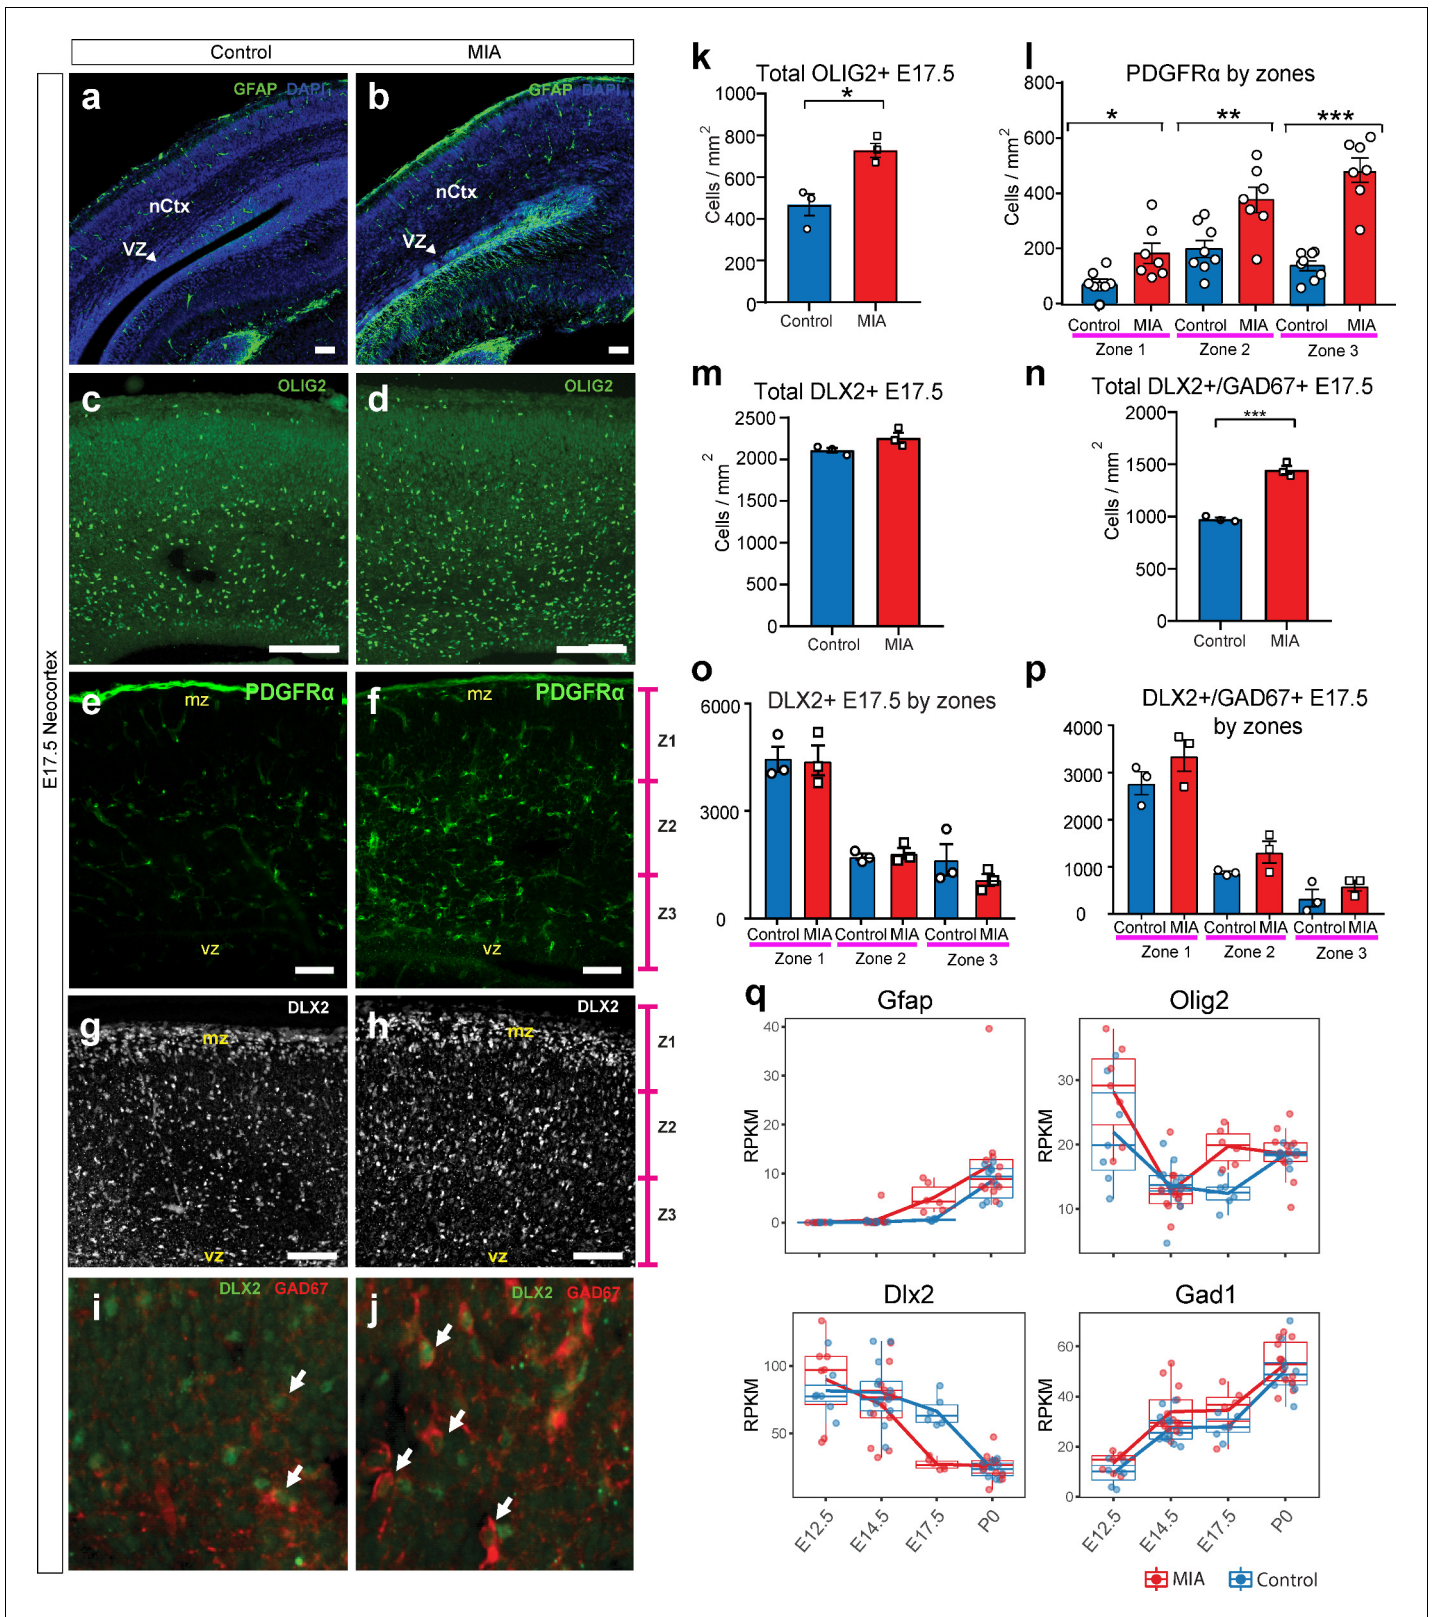 Control MIA
E17.5 Neocortex
a GFAP DAPi
nCtx
VZ
b GFAP DAPI
nCtx
VZ
c OLIG2
d OLIG2
e PDGFRα
mz
vz
f PDGFRα
mz
vz
Z1
Z2
Z3
g DLX2
mz
vz
h DLX2
mz
vz
Z1
Z2
Z3
i DLX2 GAD67
j DLX2 GAD67
k
Total OLIG2+ E17.5
*
Cells / mm²
1000
800
600
400
200
0
Control MIA
l
PDGFRα by zones
* ** ***
Cells / mm²
800
600
400
200
0
Control MIA Control MIA Control MIA
Zone 1 Zone 2 Zone 3
m
Total DLX2+ E17.5
Cells / mm²
2500
2000
1500
1000
500
0
Control MIA
n
Total DLX2+/GAD67+ E17.5
***
Cells / mm²
2000
1500
1000
500
0
Control MIA
o
DLX2+ E17.5 by zones
6000
3000
0
Control MIA Control MIA Control MIA
Zone 1 Zone 2 Zone 3
p
DLX2+/GAD67+ E17.5
by zones
4000
3000
2000
1000
0
Control MIA Control MIA Control MIA
Zone 1 Zone 2 Zone 3
q
Gfap
RPKM
40
30
20
10
0
Olig2
RPKM
30
20
10
Dlx2
RPKM
100
50
E12.5 E14.5 E17.5 P0
Gad1
RPKM
60
40
20
0
E12.5 E14.5 E17.5 P0
MIA Control